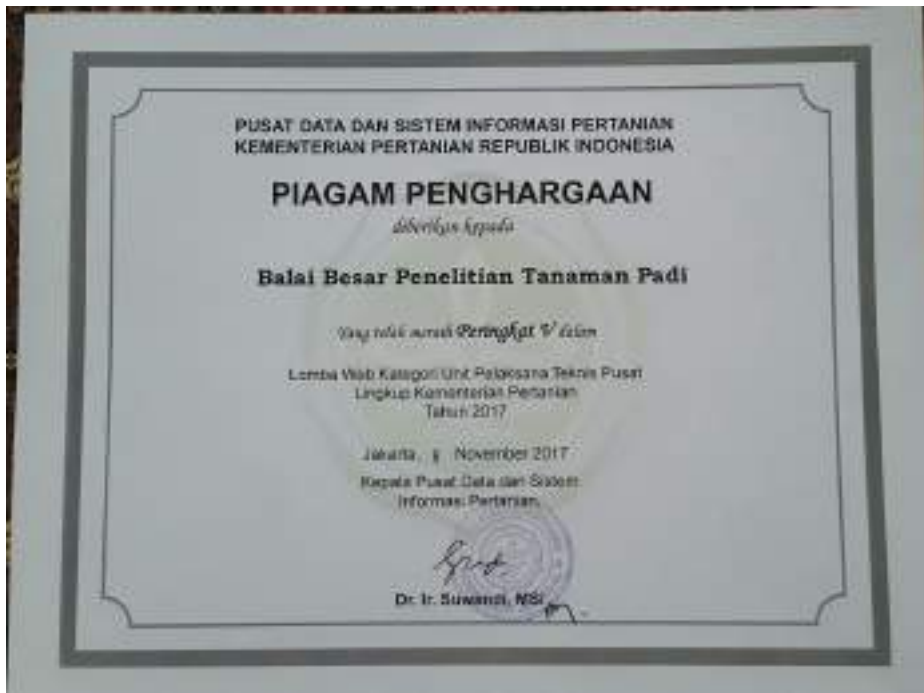 PUSAT DATA DAN SISTEM INFORMASI PERTANIAN
KEMENTERIAN PERTANIAN REPUBLIK INDONESIA
PIAGAM PENGHARGAAN
diberikan kepada
Balai Besar Penelitian Tanaman Padi
Yang telah meraih Peringkat V dalam
Lomba Web Kategori Unit Pelaksana Teknis Pusat
Lingkup Kementerian Pertanian
Tahun 2017
Jakarta, November 2017
Kepala Pusat Data dan Sistem
Informasi Pertanian,
Dr. Ir. Suwandi, MSi